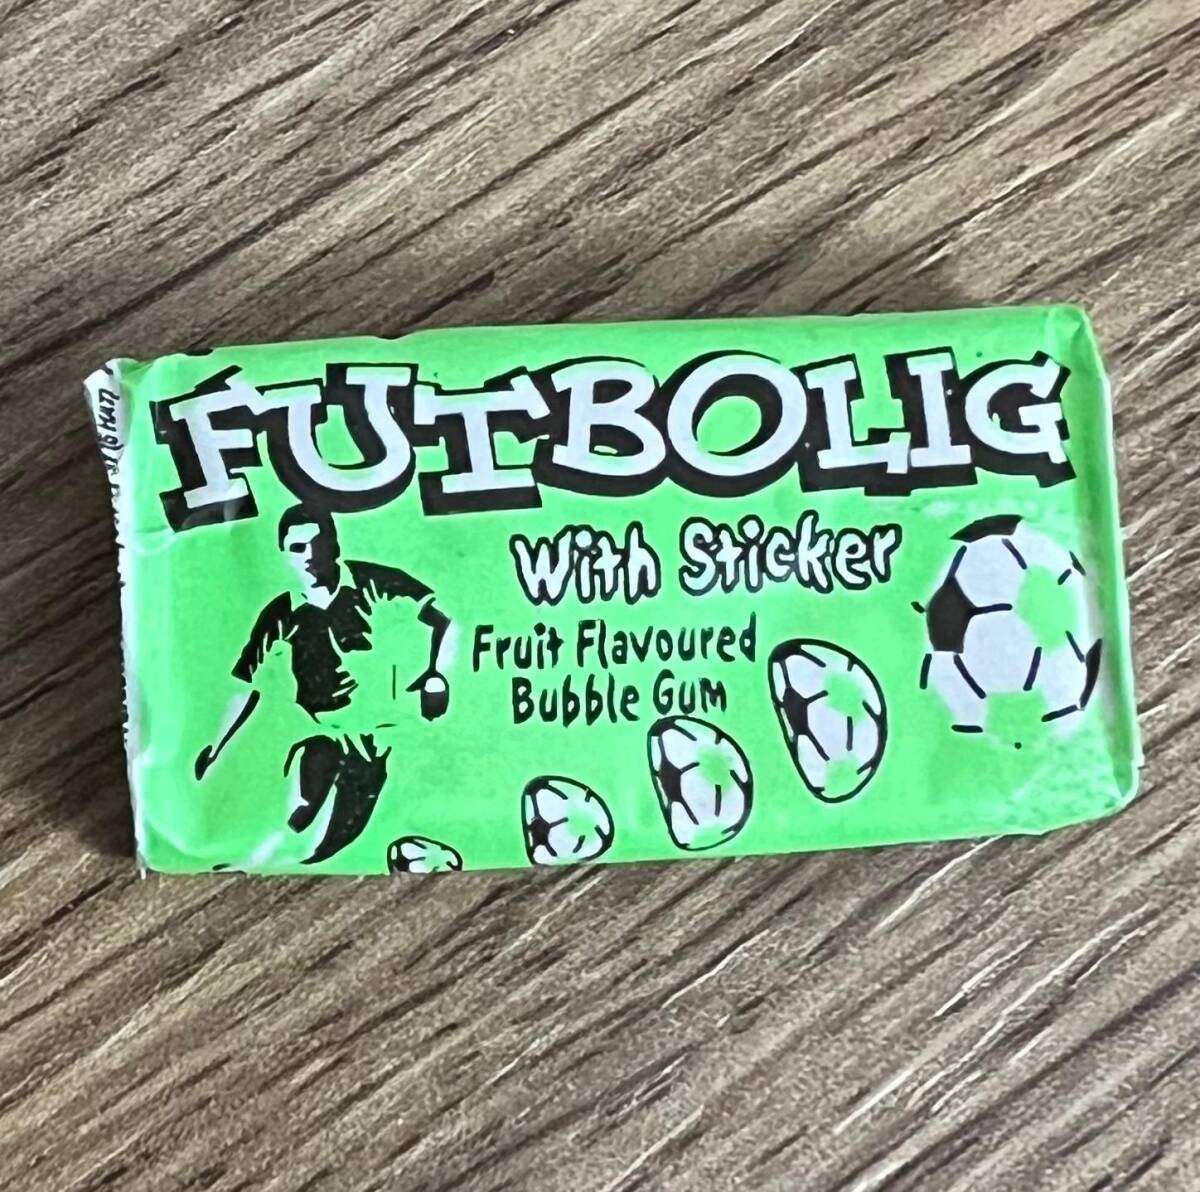 FUTBOLIG
With Sticker
Fruit Flavoured
Bubble Gum